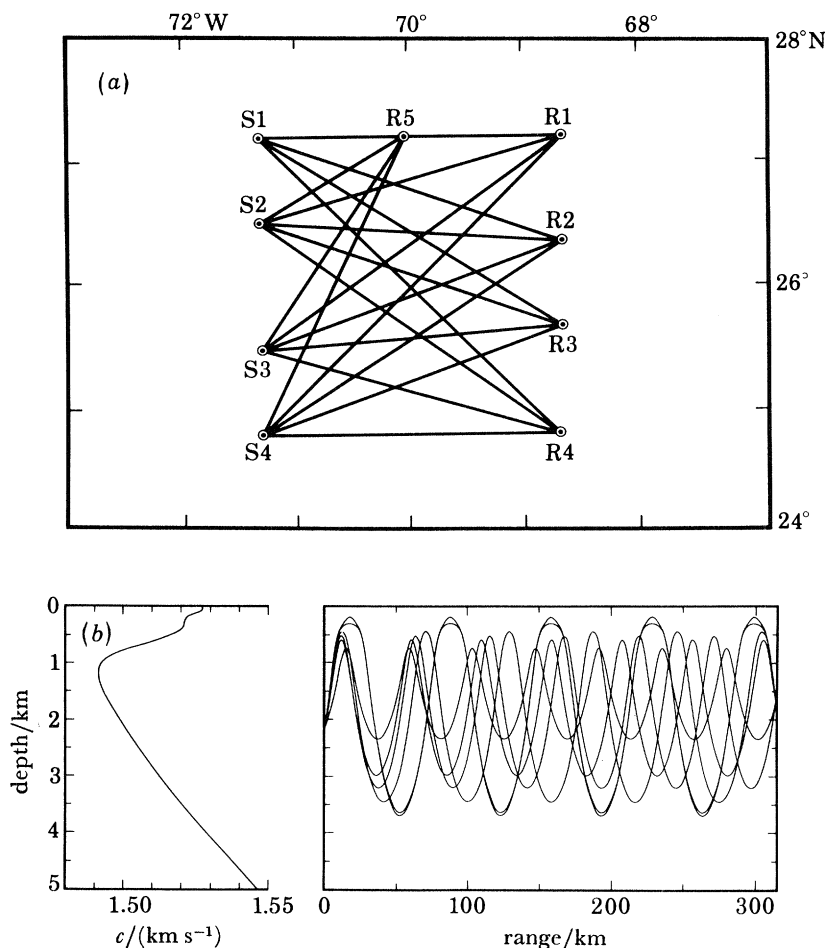 72° W 70° 68°
28° N
(a)
S1 R5 R1
S2 R2
26°
S3 R3
S4 R4
24°
(b)
0
1
2
3
4
5
depth/km
1.50 1.55
c/(km s⁻¹)
0 100 200 300
range/km